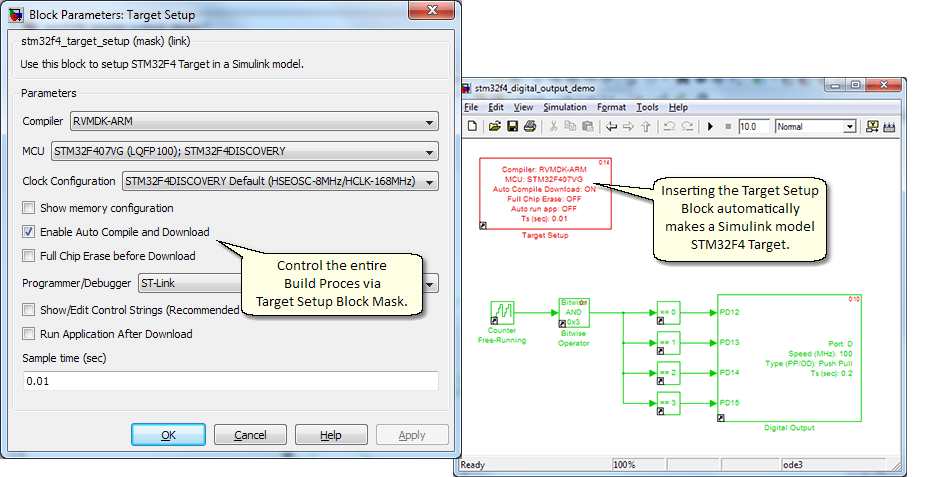 Block Parameters: Target Setup
stm32f4_target_setup (mask) (link)
Use this block to setup STM32F4 Target in a Simulink model.
Parameters
Compiler RVMDK-ARM
MCU STM32F407VG (LQFP100); STM32F4DISCOVERY
Clock Configuration STM32F4DISCOVERY Default (HSEOSC-8MHz/HCLK-168MHz)
Show memory configuration
Enable Auto Compile and Download
Full Chip Erase before Download
Programer/Debugger ST-Link
Show/Edit Control Strings (Recommended
Run Application After Download
Sample time (sec)
0.01
OK Cancel Help Apply
Control the entire
Build Proces via
Target Setup Block Mask.
stm32f4_digital_output_demo
File Edit View Simulation Format Tools Help
10.0 Normal
0:14
Compiler: RVMDK-ARM
MCU: STM32F407VG
Auto Compile Download: ON
Full Chip Erase: OFF
Auto run app: OFF
Ts (sec): 0.01
Target Setup
Inserting the Target Setup
Block automatically
makes a Simulink model
STM32F4 Target.
Counter
Free-Running
Bitwise
AND
0x3
Bitwise
Operator
== 0
== 1
== 2
== 3
0:10
PD12
PD13
PD14
PD15
Port: D
Speed (MHz): 100
Type (PP/OD): Push Pull
Ts (sec): 0.2
Digital Output
Ready 100% ode3